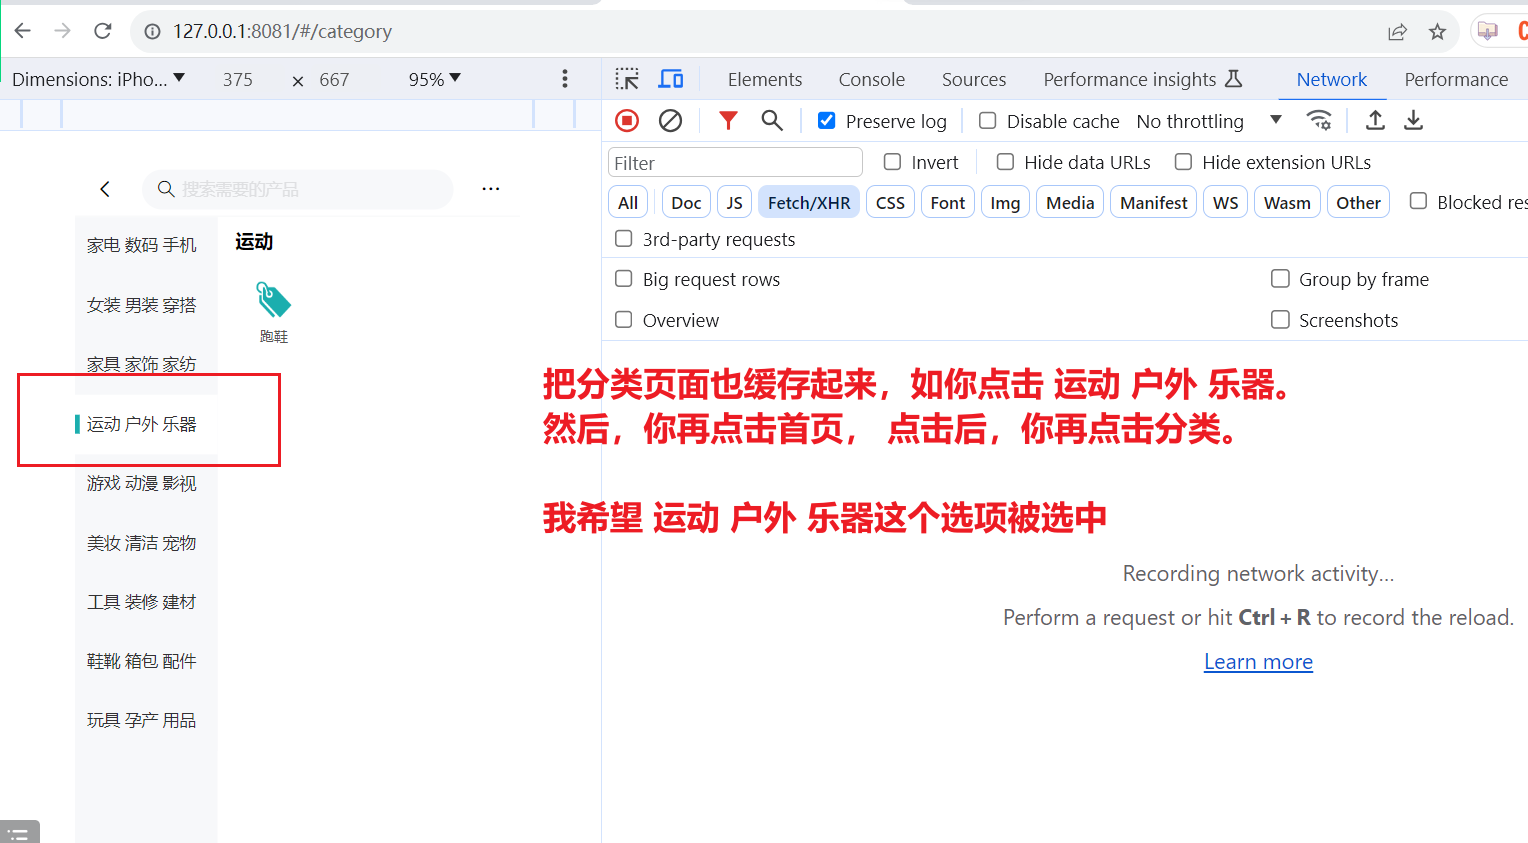 127.0.0.1:8081/#/category
Dimensions: iPho... 375 × 667 95%
Elements Console Sources Performance insights Network Performance
Preserve log Disable cache No throttling
Filter Invert Hide data URLs Hide extension URLs
All Doc JS Fetch/XHR CSS Font Img Media Manifest WS Wasm Other Blocked res
3rd-party requests
Big request rows Group by frame
Overview Screenshots
搜索需要的产品
家电 数码 手机
女装 男装 穿搭
家具 家饰 家纺
运动 户外 乐器
游戏 动漫 影视
美妆 清洁 宠物
工具 装修 建材
鞋靴 箱包 配件
玩具 孕产 用品
运动
跑鞋
把分类页面也缓存起来，如你点击 运动 户外 乐器。
然后，你再点击首页， 点击后，你再点击分类。
我希望 运动 户外 乐器这个选项被选中
Recording network activity…
Perform a request or hit Ctrl + R to record the reload.
Learn more